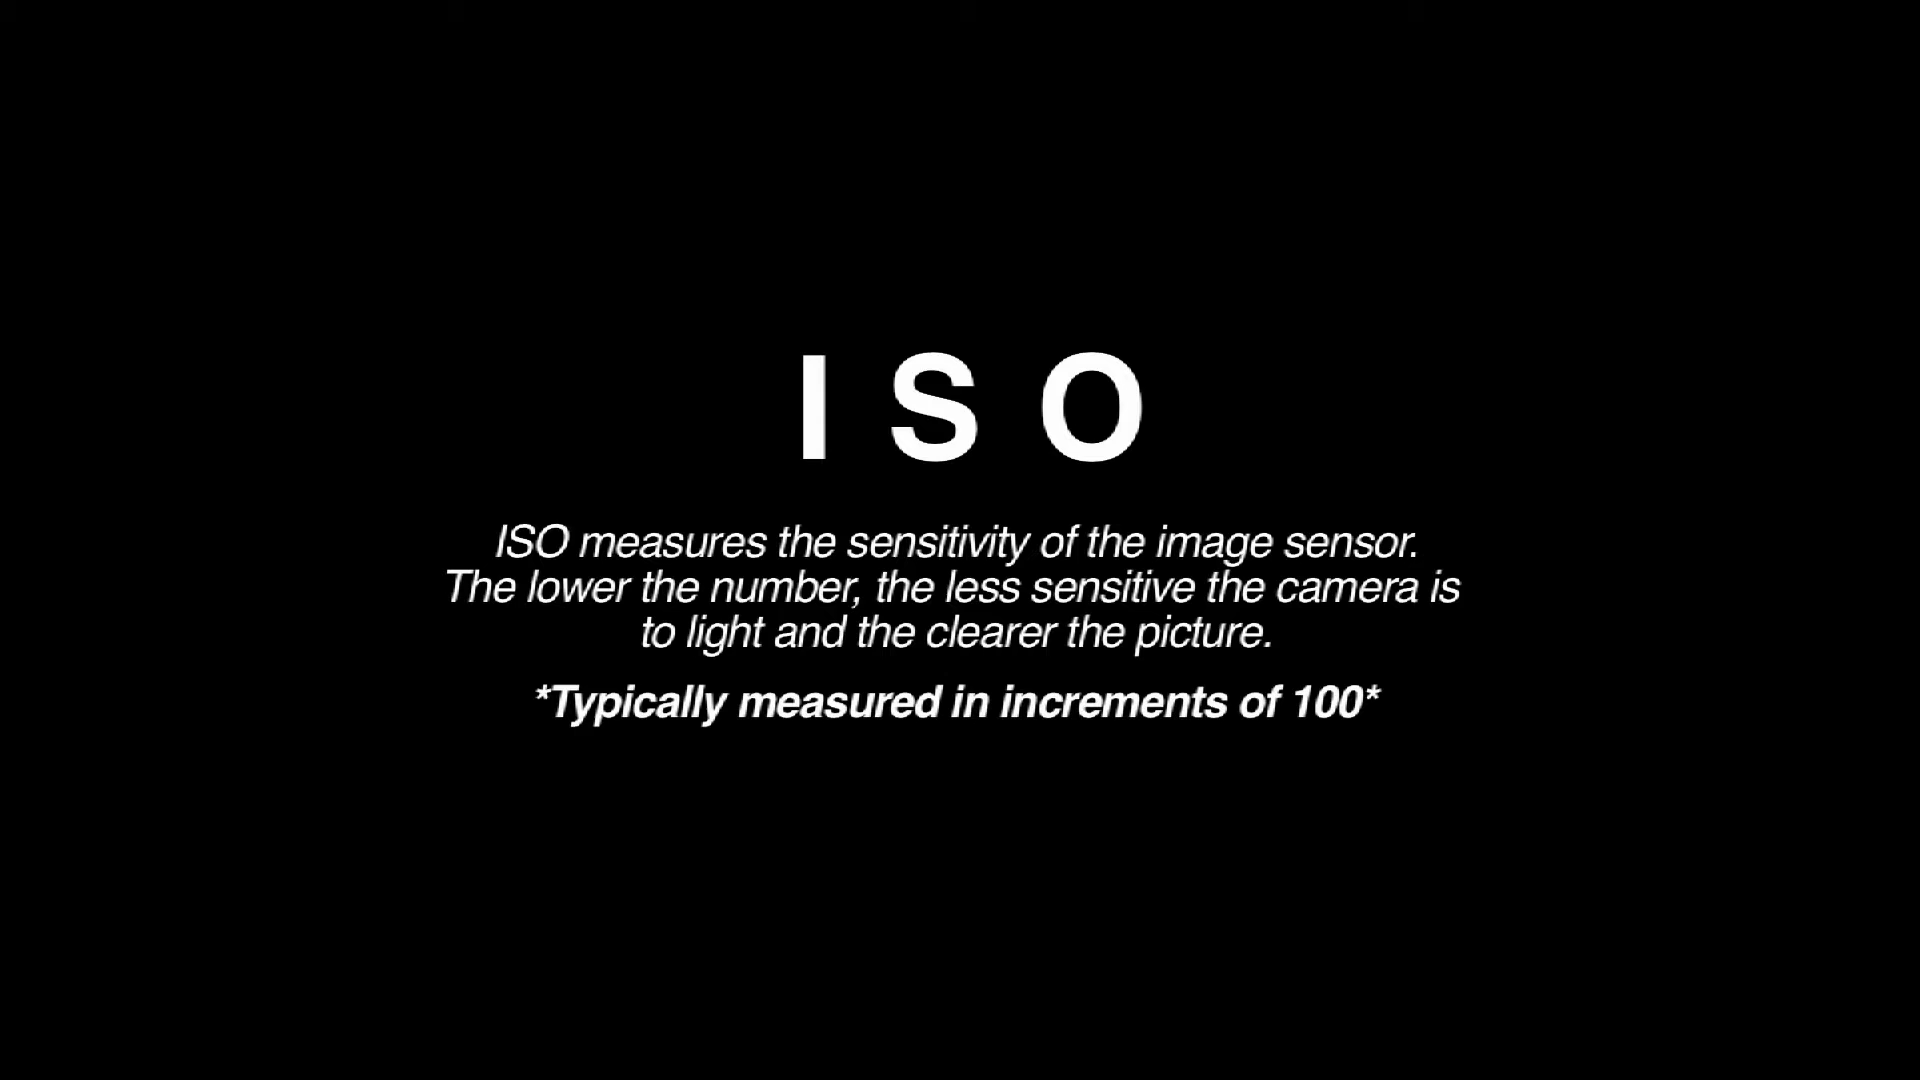 I S O
ISO measures the sensitivity of the image sensor.
The lower the number, the less sensitive the camera is
to light and the clearer the picture.
*Typically measured in increments of 100*